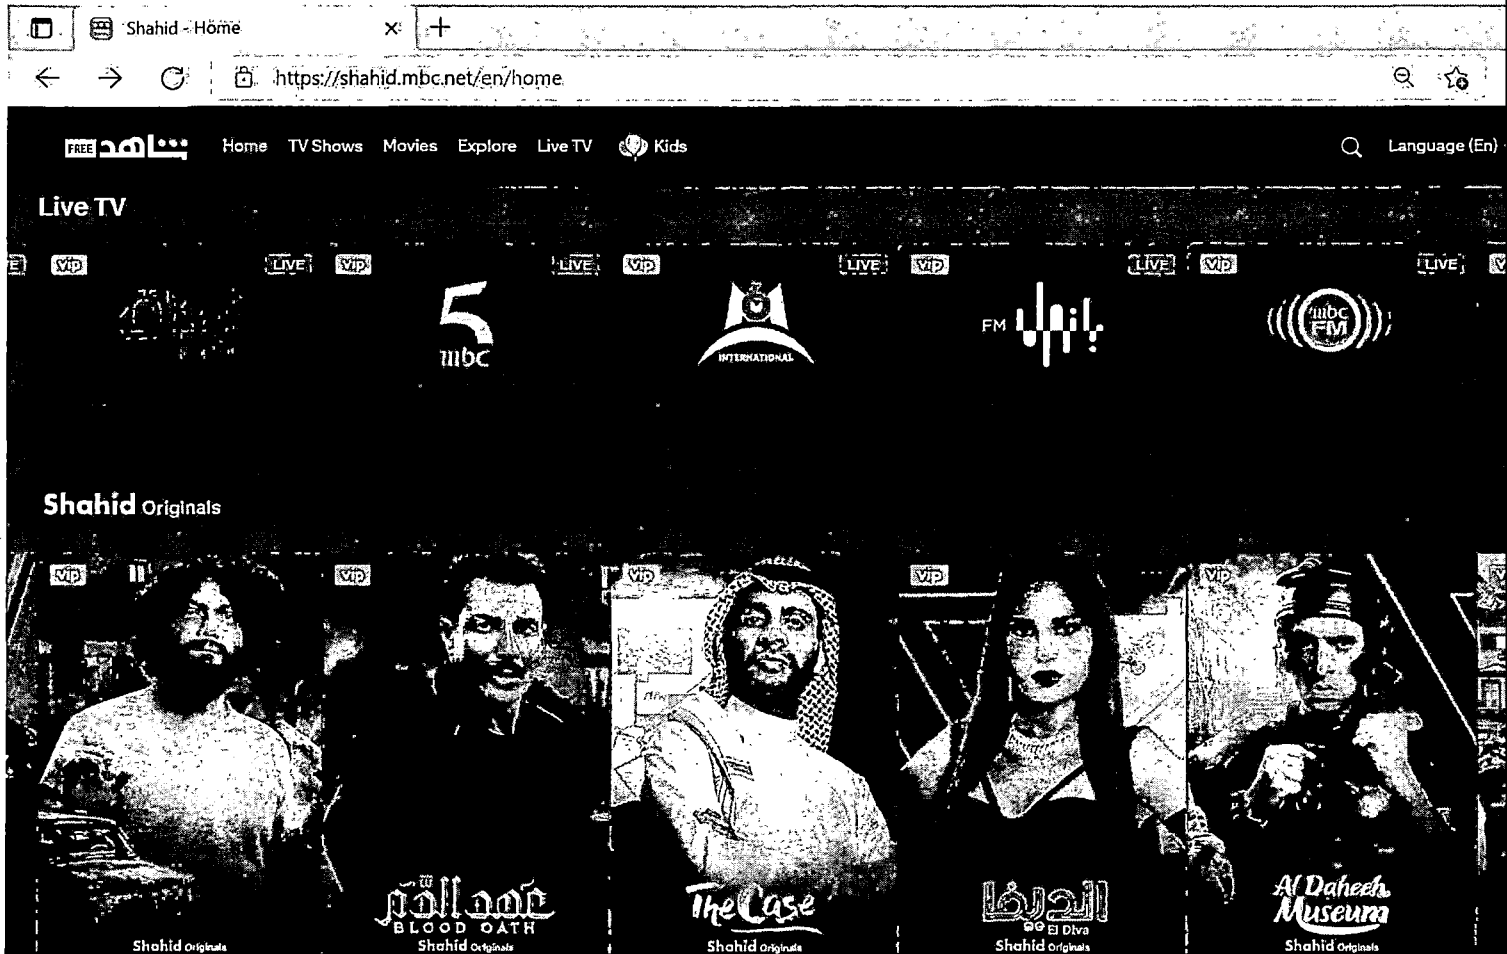 Shahid - Home
https://shahid.mbc.net/en/home
FREE شاهد Home TV Shows Movies Explore Live TV Kids Language (En)
Live TV
VIP LIVE VIP LIVE VIP LIVE VIP LIVE VIP LIVE
5
mbc
INTERNATIONAL
FM
mbc
FM
Shahid Originals
VIP VIP VIP VIP VIP
عهد الدم
BLOOD OATH
The Case
الديفا
El Diva
Al Daheeh
Museum
Shahid Originals Shahid Originals Shahid Originals Shahid Originals Shahid Originals